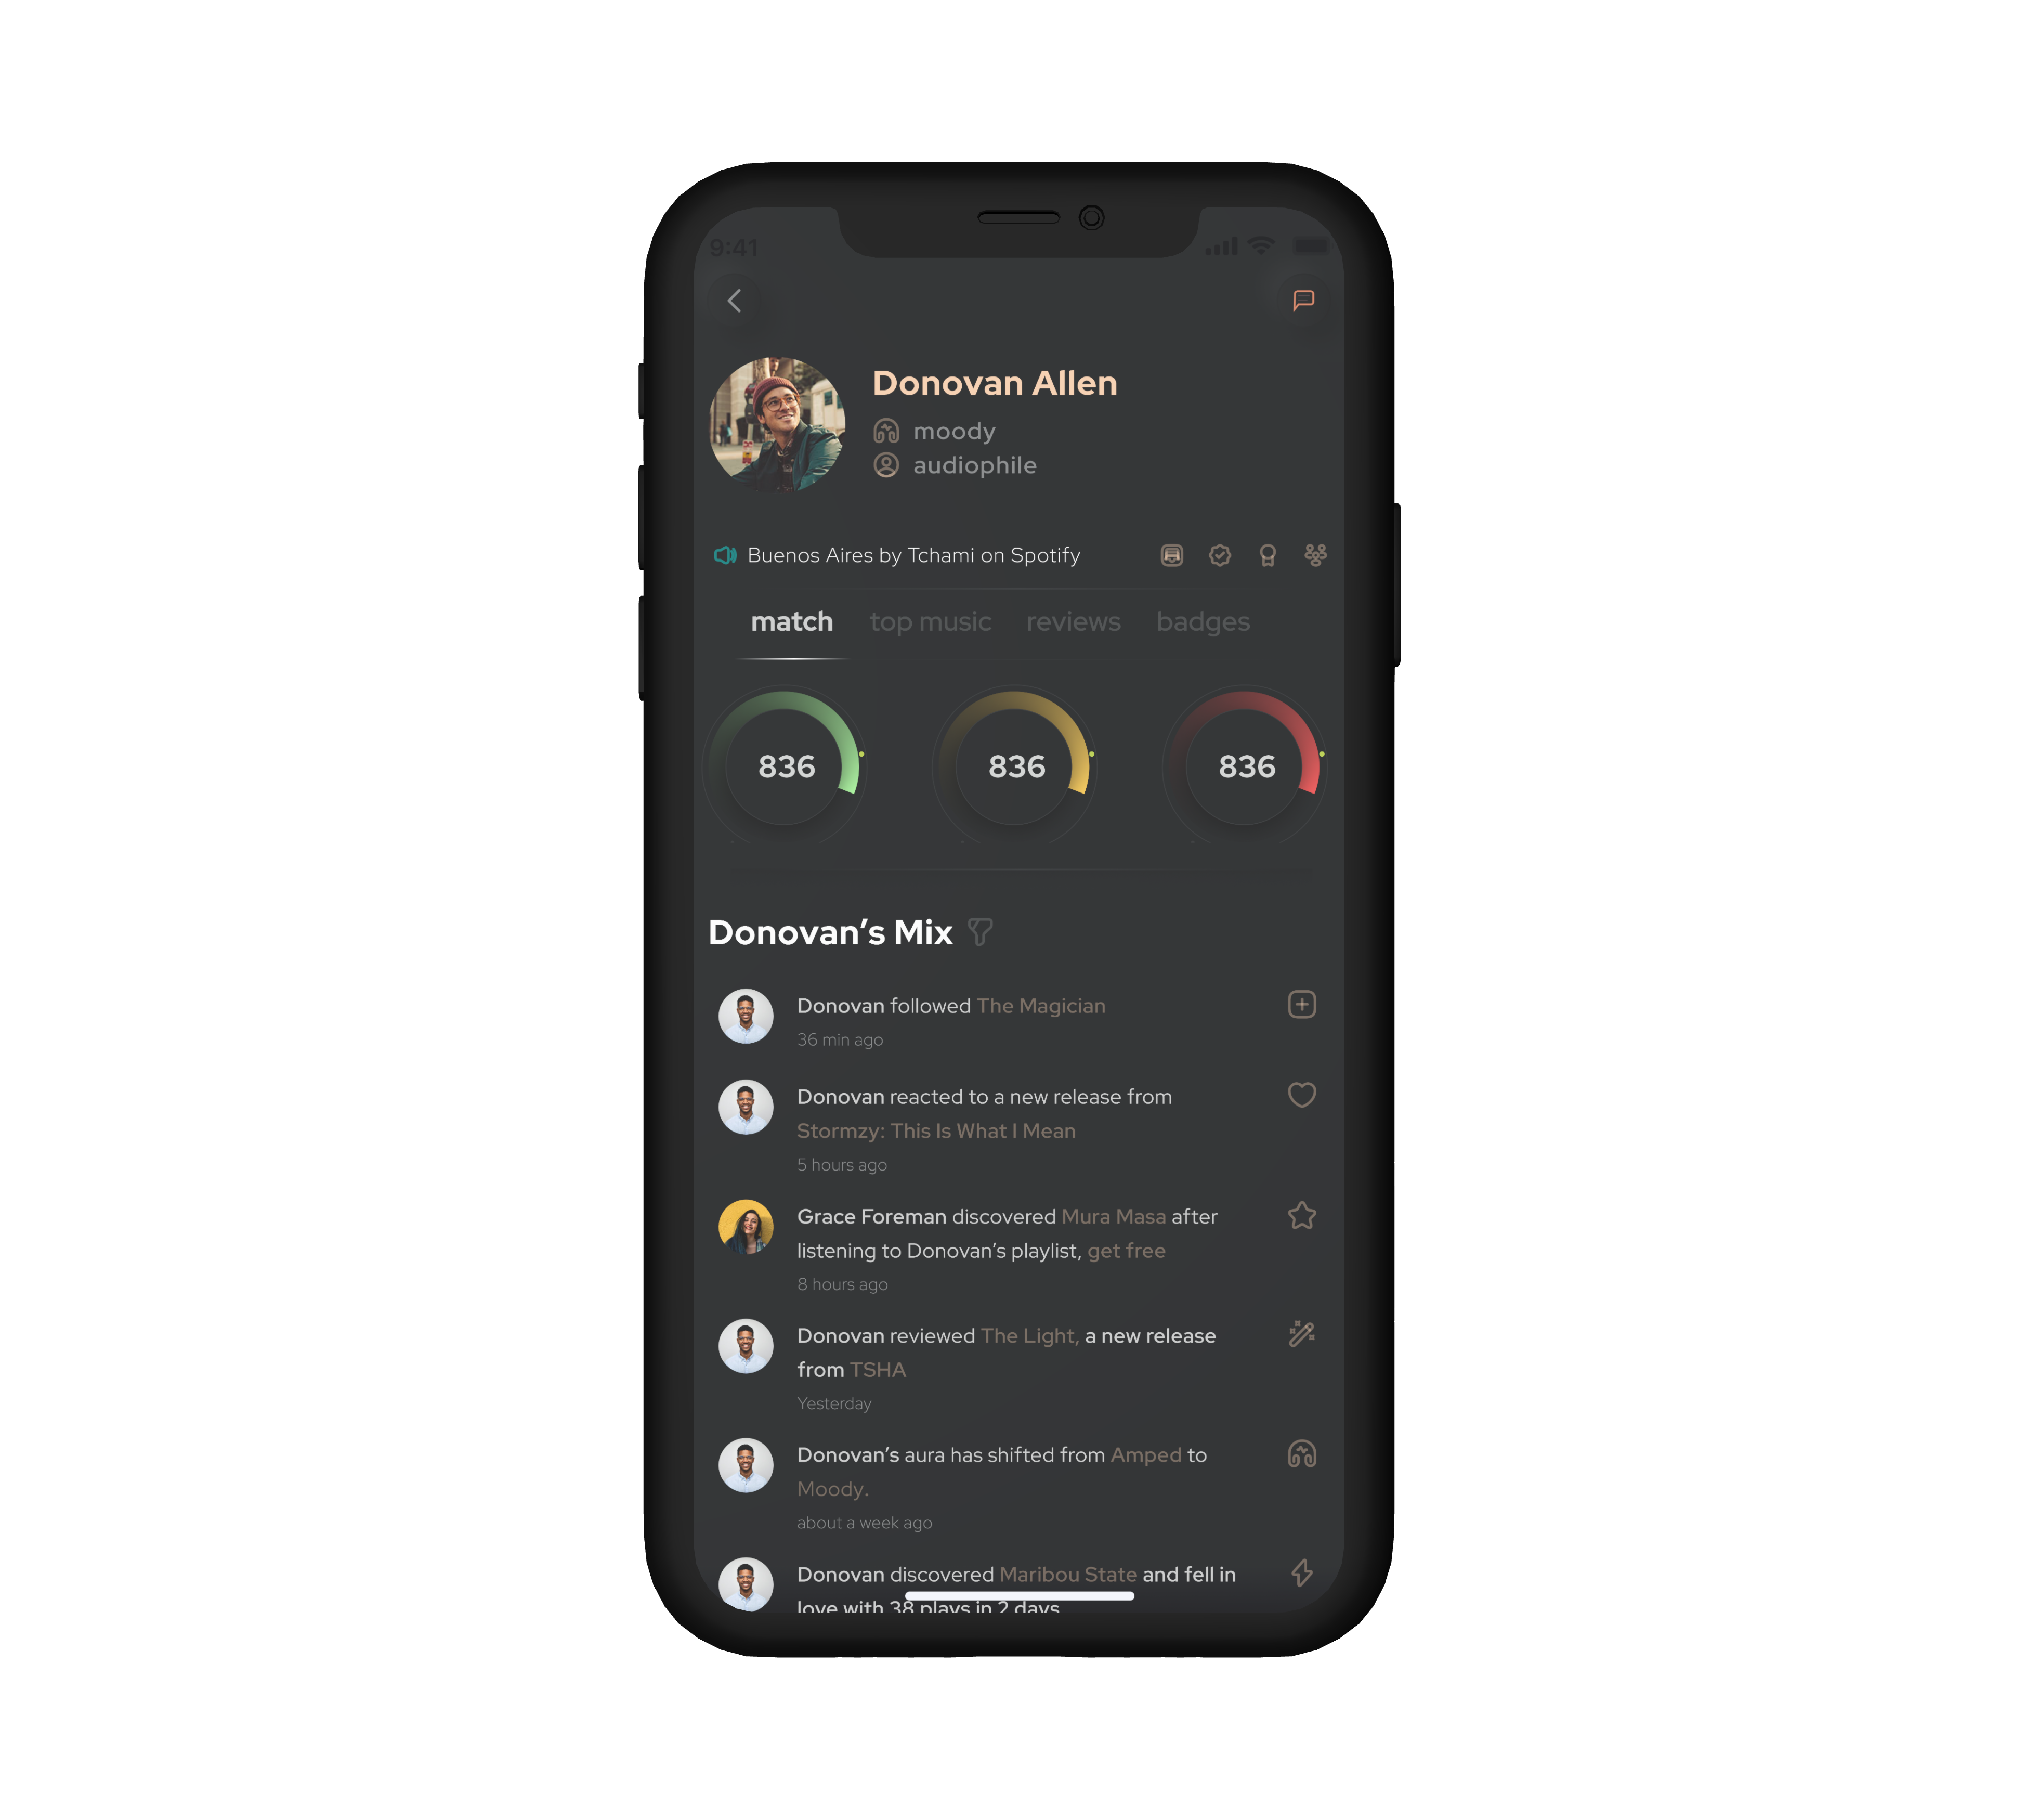 9:41
Donovan Allen
moody
audiophile
Buenos Aires by Tchami on Spotify
match top music reviews badges
836 836 836
Donovan’s Mix
Donovan followed The Magician
36 min ago
Donovan reacted to a new release from
Stormzy: This Is What I Mean
5 hours ago
Grace Foreman discovered Mura Masa after
listening to Donovan’s playlist, get free
8 hours ago
Donovan reviewed The Light, a new release
from TSHA
Yesterday
Donovan’s aura has shifted from Amped to
Moody.
about a week ago
Donovan discovered Maribou State and fell in
love with 38 plays in 2 days